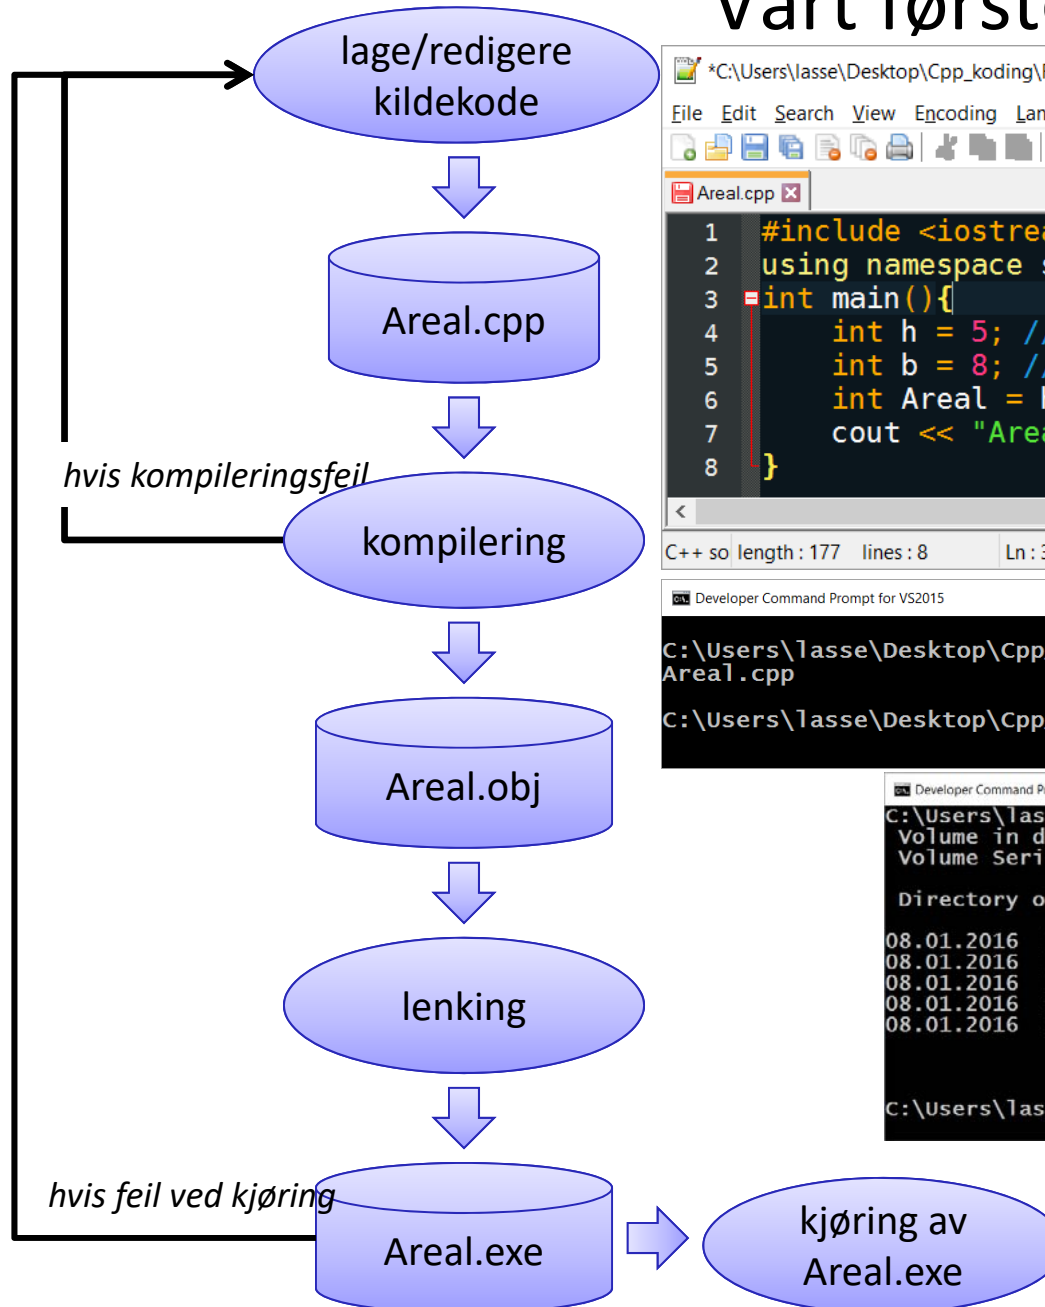 Vårt første
lage/redigere
kildekode
Areal.cpp
hvis kompileringsfeil
kompilering
Areal.obj
lenking
hvis feil ved kjøring
Areal.exe
kjøring av
Areal.exe
*C:\Users\lasse\Desktop\Cpp_koding\
File Edit Search View Encoding Lan
Areal.cpp
1 #include <iostrea
2 using namespace s
3 int main(){
4 int h = 5; //
5 int b = 8; //
6 int Areal =
7 cout << "Area
8 }
C++ so length : 177 lines : 8 Ln : 3
Developer Command Prompt for VS2015
C:\Users\lasse\Desktop\Cpp
Areal.cpp
C:\Users\lasse\Desktop\Cpp
Developer Command P
C:\Users\las
Volume in d
Volume Seri
Directory o
08.01.2016
08.01.2016
08.01.2016
08.01.2016
08.01.2016
C:\Users\las